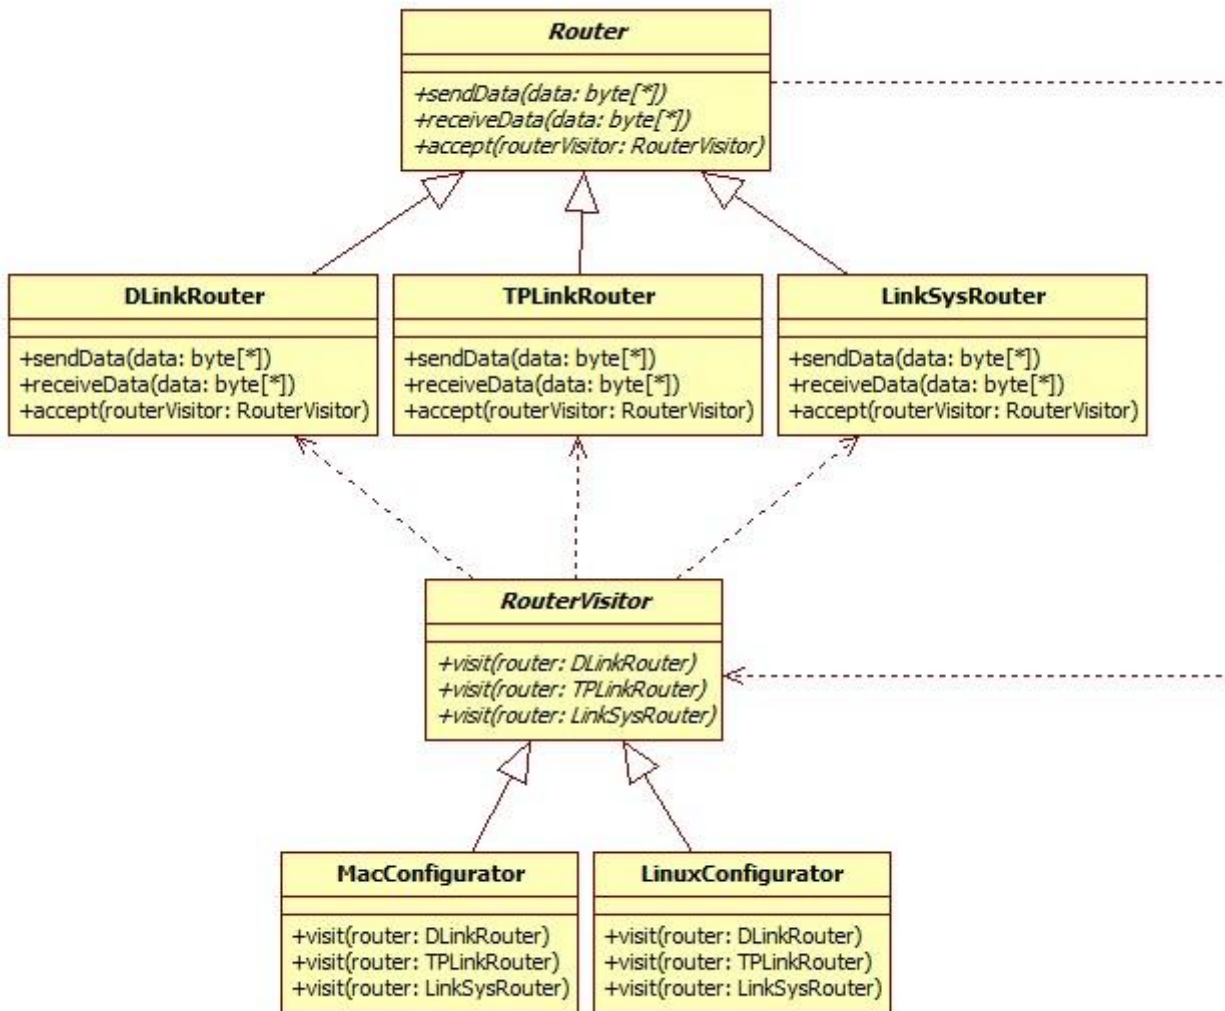 Router
+sendData(data: byte[*])
+receiveData(data: byte[*])
+accept(routerVisitor: RouterVisitor)
DLinkRouter
+sendData(data: byte[*])
+receiveData(data: byte[*])
+accept(routerVisitor: RouterVisitor)
TPLinkRouter
+sendData(data: byte[*])
+receiveData(data: byte[*])
+accept(routerVisitor: RouterVisitor)
LinkSysRouter
+sendData(data: byte[*])
+receiveData(data: byte[*])
+accept(routerVisitor: RouterVisitor)
RouterVisitor
+visit(router: DLinkRouter)
+visit(router: TPLinkRouter)
+visit(router: LinkSysRouter)
MacConfigurator
+visit(router: DLinkRouter)
+visit(router: TPLinkRouter)
+visit(router: LinkSysRouter)
LinuxConfigurator
+visit(router: DLinkRouter)
+visit(router: TPLinkRouter)
+visit(router: LinkSysRouter)